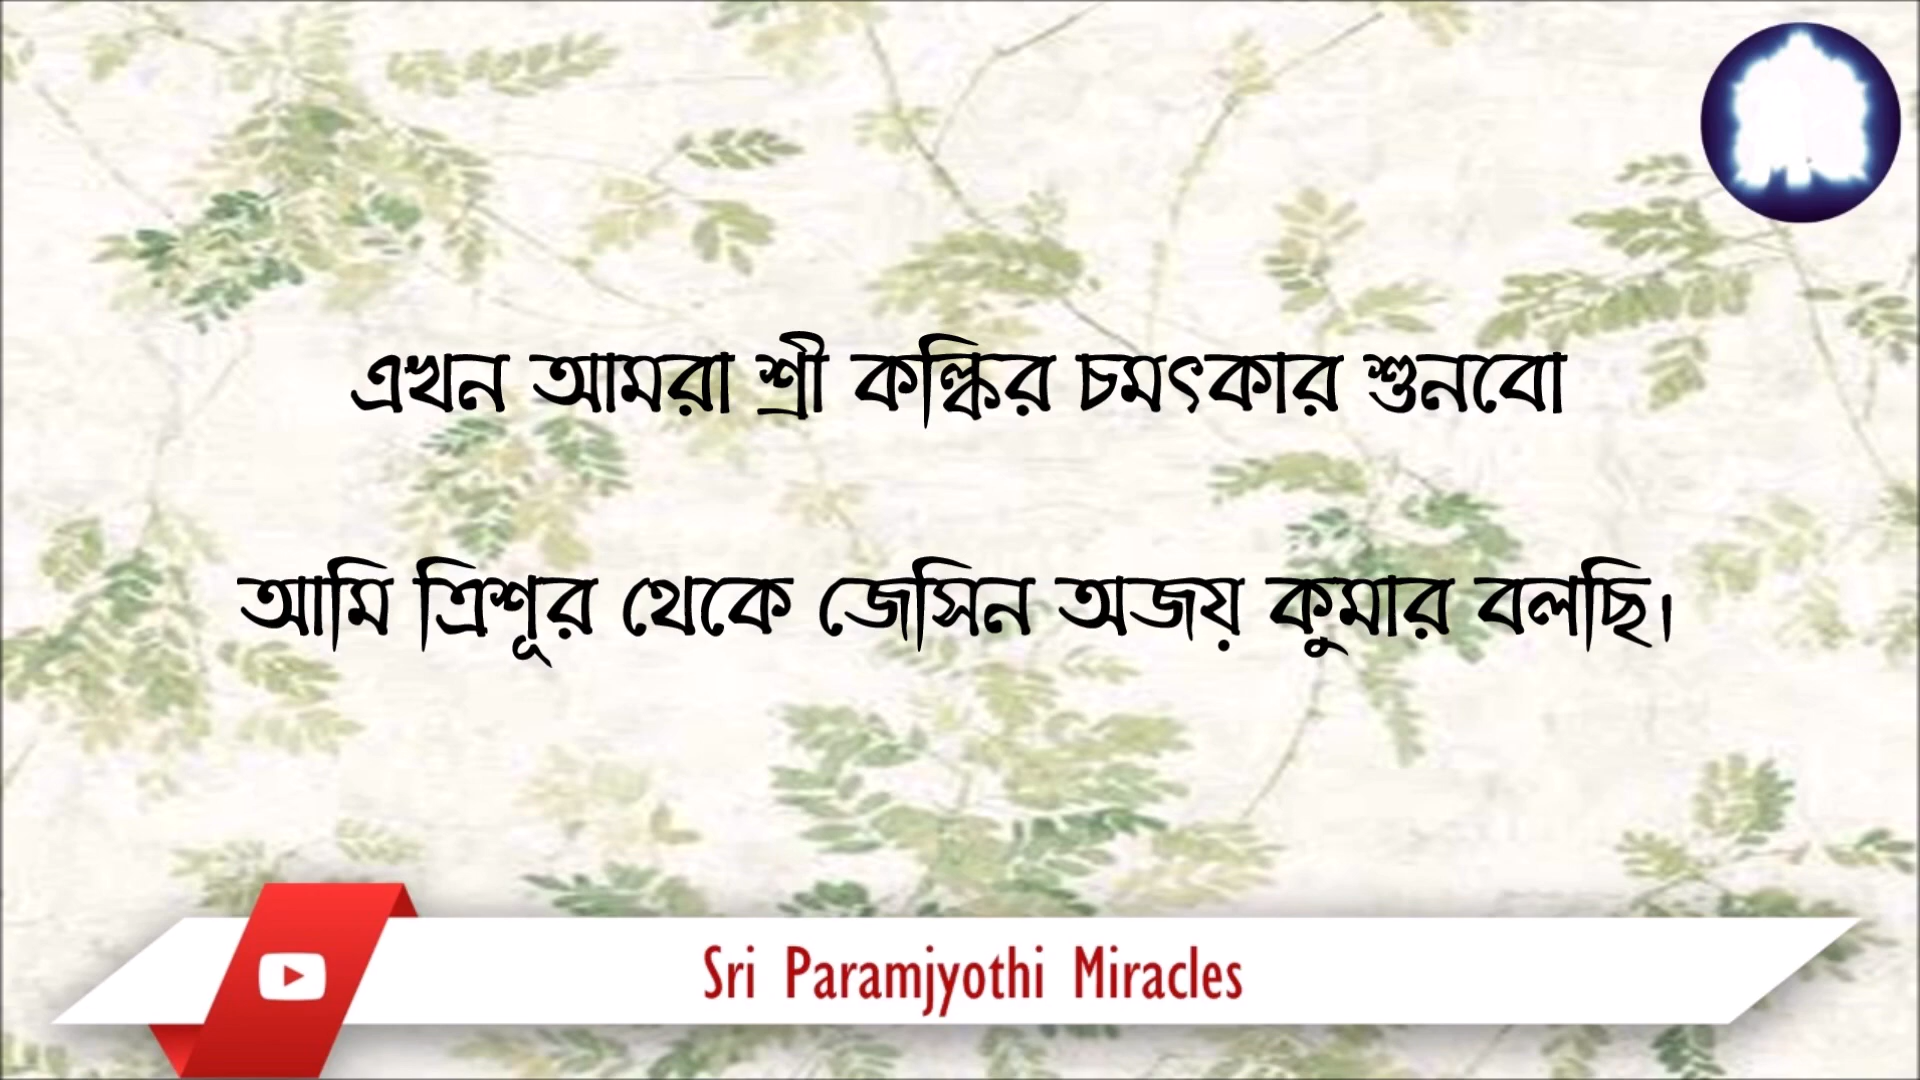 এখন আমরা শ্রী কল্কির চমৎকার শুনবো
আমি ত্রিশূর থেকে জেসিন অজয় কুমার বলছি।
Sri Paramjyothi Miracles